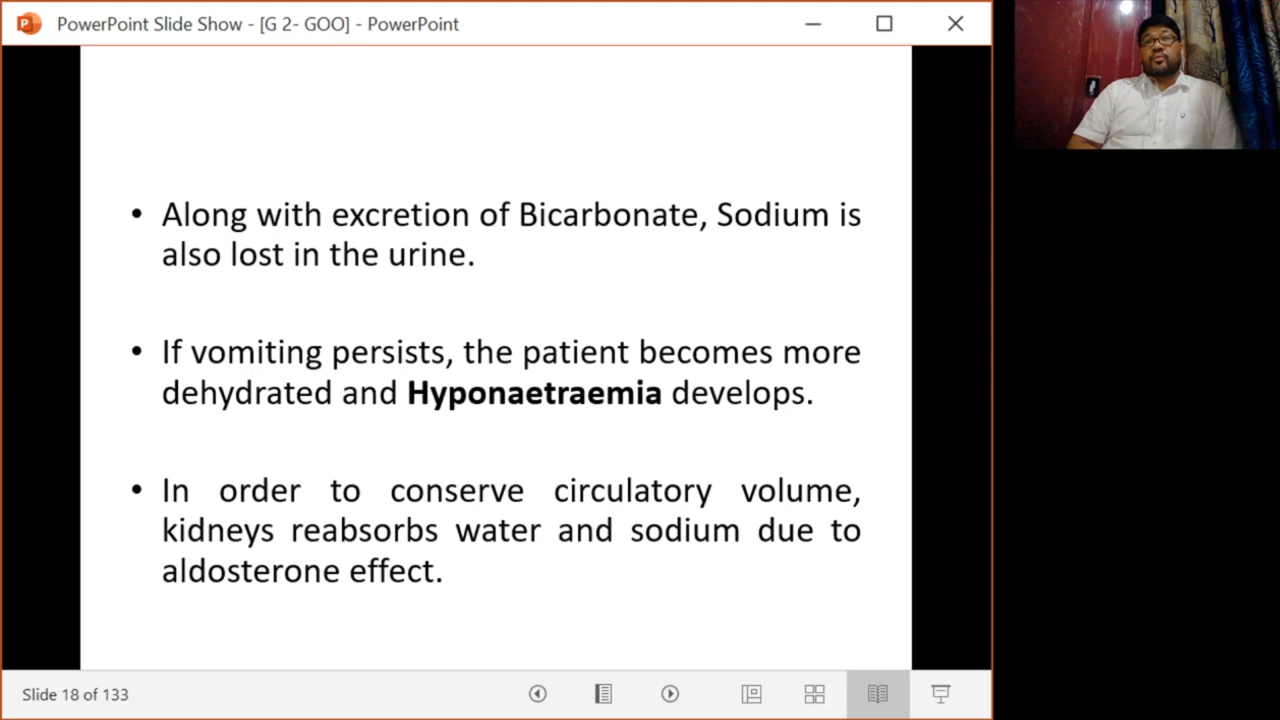 PowerPoint Slide Show - [G 2- GOO] - PowerPoint
• Along with excretion of Bicarbonate, Sodium is
also lost in the urine.
• If vomiting persists, the patient becomes more
dehydrated and Hyponaetraemia develops.
• In order to conserve circulatory volume,
kidneys reabsorbs water and sodium due to
aldosterone effect.
Slide 18 of 133